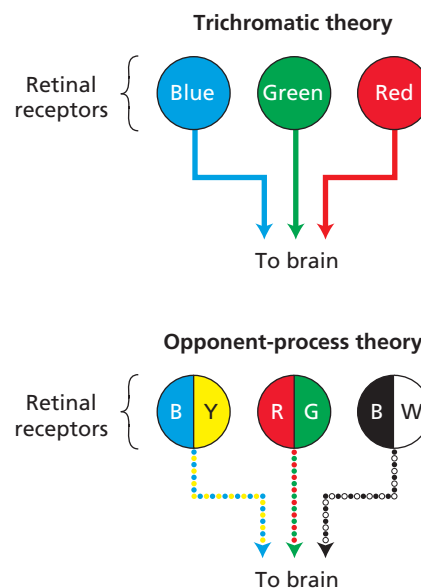 Trichromatic theory
Retinal
receptors
Blue
Green
Red
To brain
Opponent-process theory
Retinal
receptors
B
Y
R
G
B
W
To brain